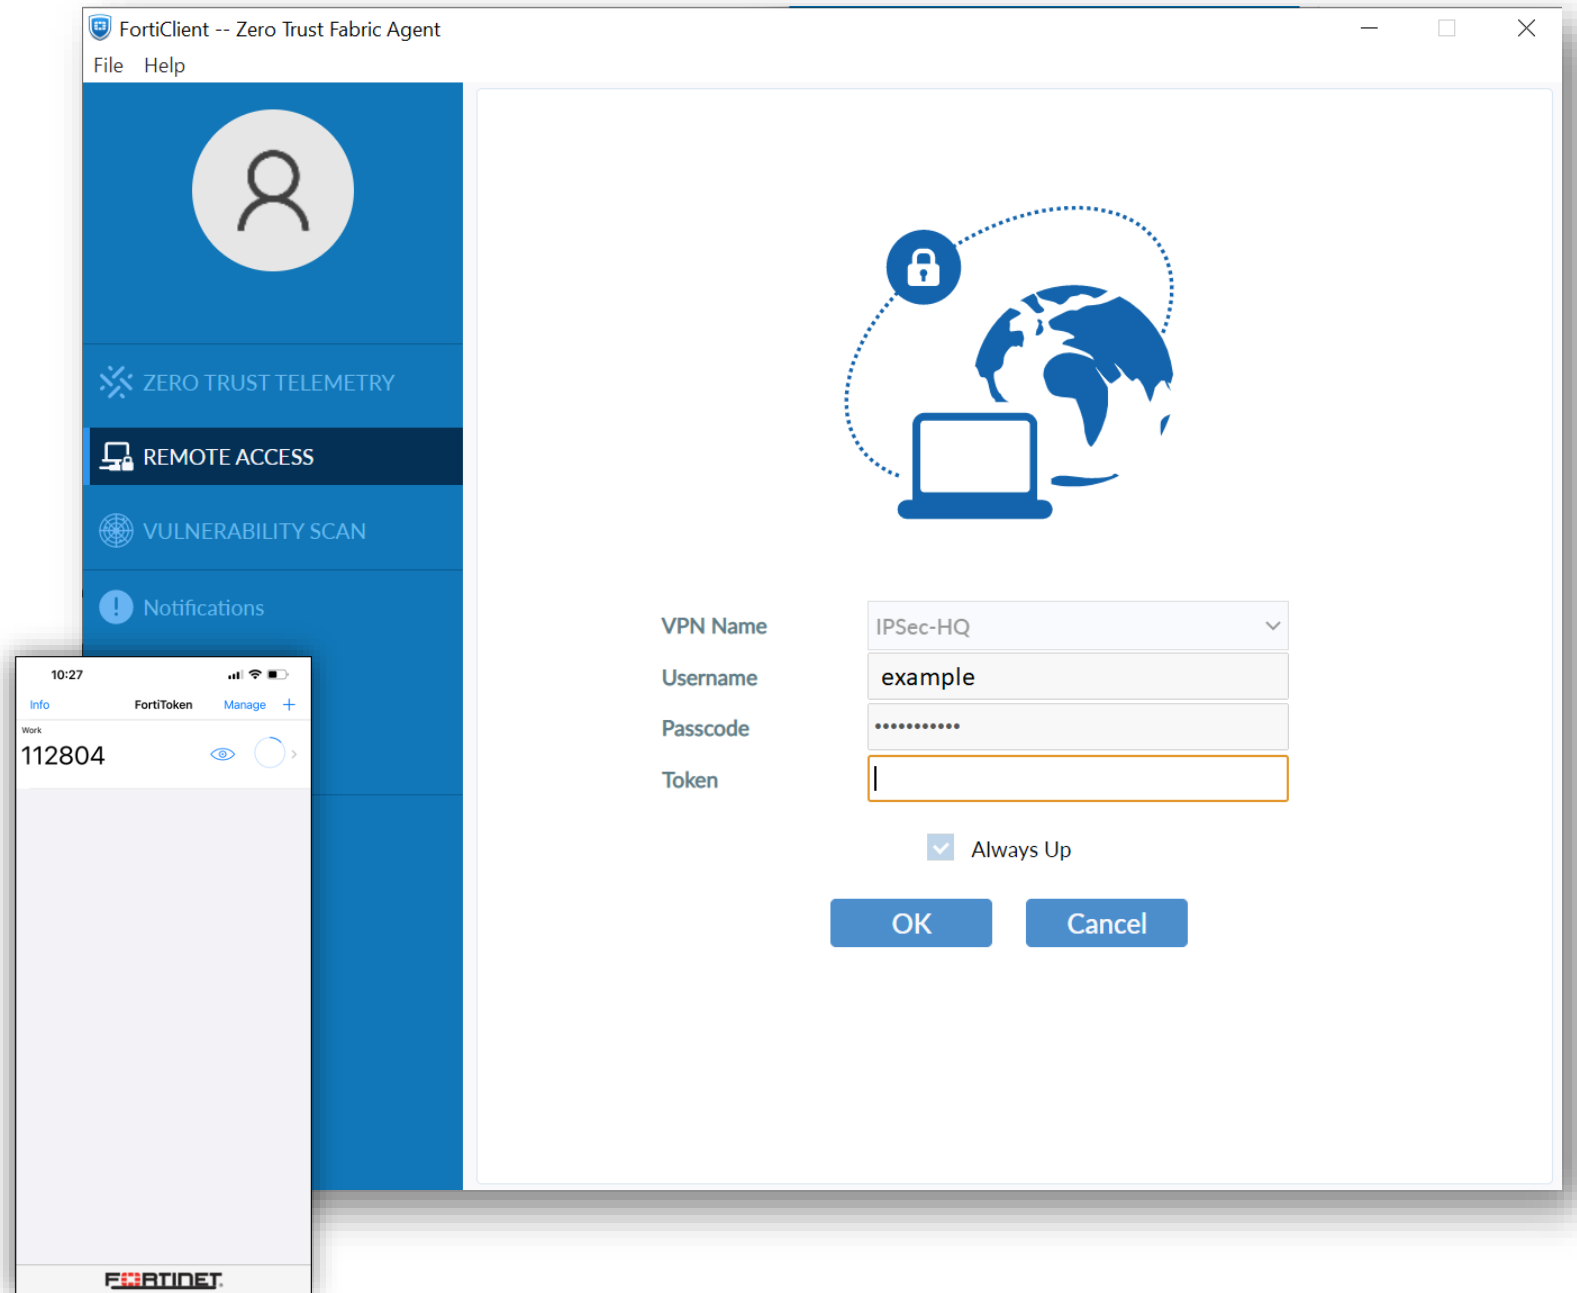 FortiClient -- Zero Trust Fabric Agent
File Help
ZERO TRUST TELEMETRY
REMOTE ACCESS
VULNERABILITY SCAN
Notifications
VPN Name IPSec-HQ
Username example
Passcode •••••••••••
Token
Always Up
OK Cancel
10:27
Info FortiToken Manage +
Work
112804
FORTINET